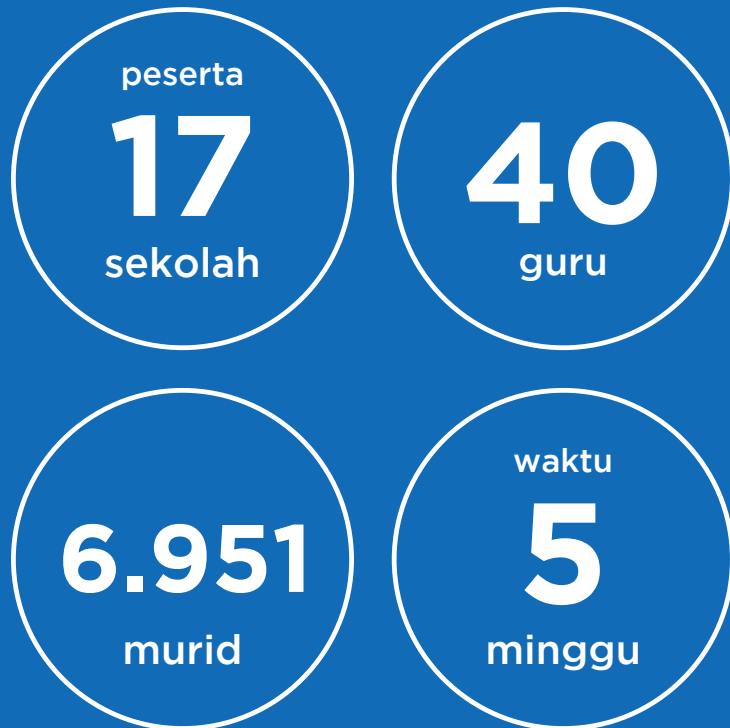 peserta
17
sekolah
40
guru
6.951
murid
waktu
5
minggu